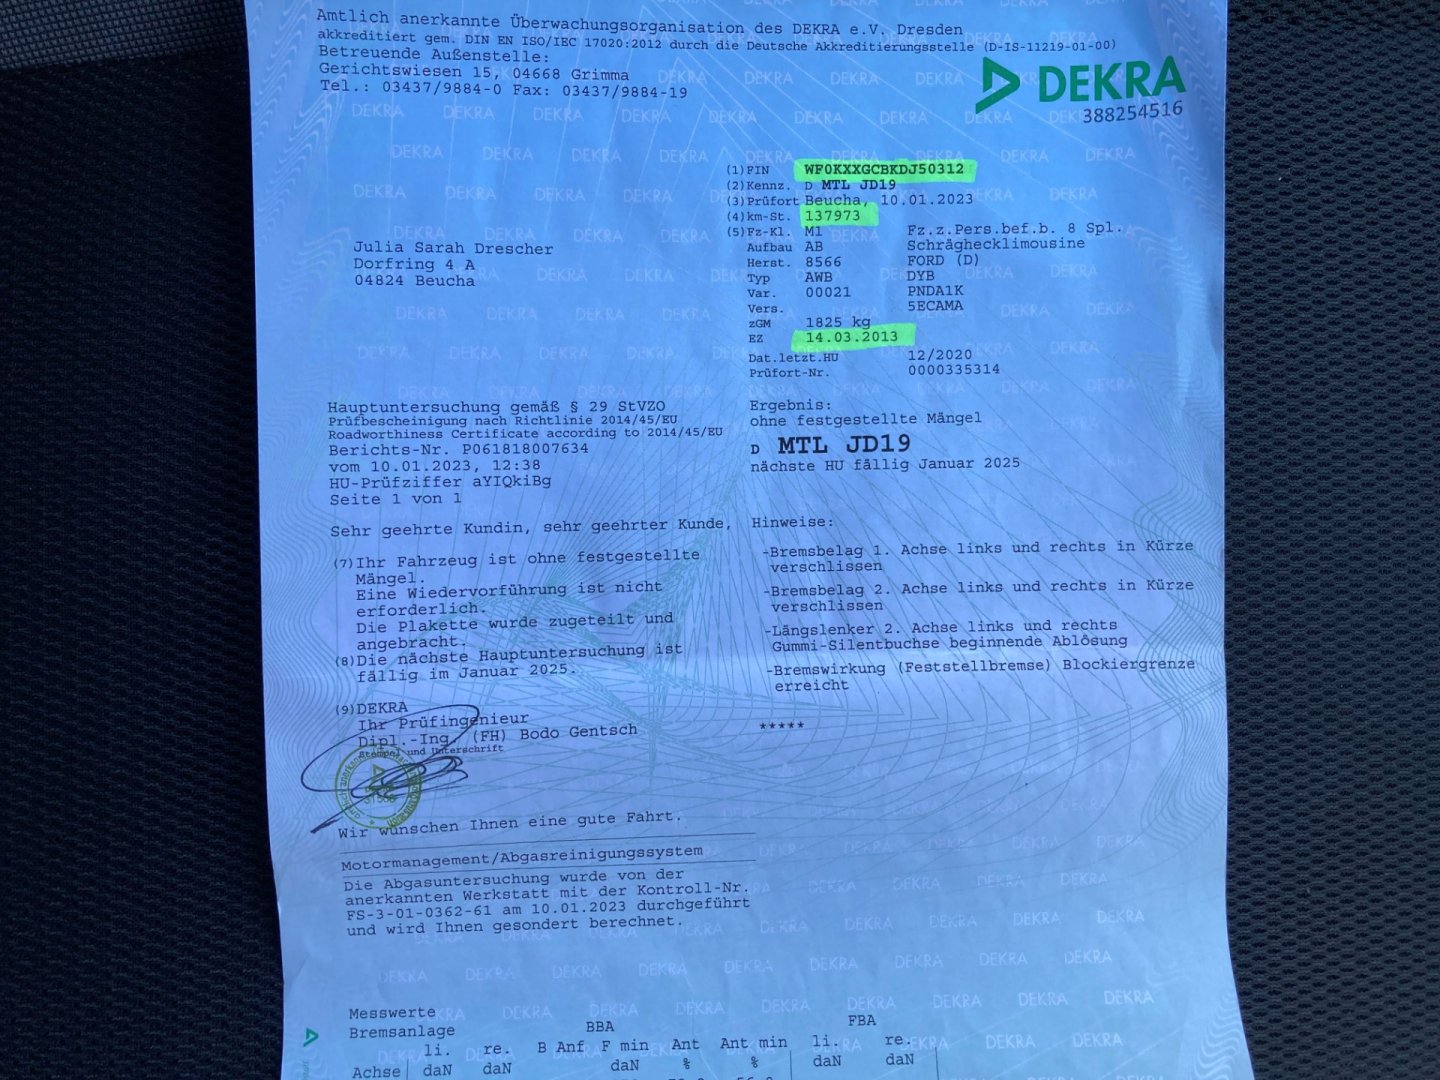 Amtlich anerkannte Überwachungsorganisation des DEKRA e.V. Dresden
akkreditiert gem. DIN EN ISO/IEC 17020:2012 durch die Deutsche Akkreditierungsstelle (D-IS-11219-01-00)
Betreuende Außenstelle:
Gerichtswiesen 15, 04668 Grimma
Tel.: 03437/9884-0 Fax: 03437/9884-19
DEKRA
388254516
(1) FIN WF0KXXGCBKDJ50312
(2) Kennz. D MTL JD19
(3) Prüfort Beucha, 10.01.2023
(4) km-St. 137973
(5) Fz-Kl. M1 Fz.z.Pers.bef.b. 8 Spl.
Aufbau AB Schräghecklimousine
Herst. 8566 FORD (D)
Typ AWB DYB
Var. 00021 PNDA1K
Vers. 5ECAMA
zGM 1825 kg
EZ 14.03.2013
Dat.letzt.HU 12/2020
Prüfort-Nr. 0000335314
Julia Sarah Drescher
Dorfring 4 A
04824 Beucha
Hauptuntersuchung gemäß § 29 StVZO
Prüfbescheinigung nach Richtlinie 2014/45/EU
Roadworthiness Certificate according to 2014/45/EU
Berichts-Nr. P061818007634
vom 10.01.2023, 12:38
HU-Prüfziffer aYIQkiBg
Seite 1 von 1
Ergebnis:
ohne festgestellte Mängel
D MTL JD19
nächste HU fällig Januar 2025
Sehr geehrte Kundin, sehr geehrter Kunde,
(7) Ihr Fahrzeug ist ohne festgestellte
Mängel.
Eine Wiedervorführung ist nicht
erforderlich.
Die Plakette wurde zugeteilt und
angebracht.
(8) Die nächste Hauptuntersuchung ist
fällig im Januar 2025.
(9) DEKRA
Ihr Prüfingenieur
Dipl.-Ing. (FH) Bodo Gentsch
Stempel und Unterschrift
Hinweise:
-Bremsbelag 1. Achse links und rechts in Kürze
verschlissen
-Bremsbelag 2. Achse links und rechts in Kürze
verschlissen
-Längslenker 2. Achse links und rechts
Gummi-Silentbuchse beginnende Ablösung
-Bremswirkung (Feststellbremse) Blockiergrenze
erreicht
*****
Wir wünschen Ihnen eine gute Fahrt.
Motormanagement/Abgasreinigungssystem
Die Abgasuntersuchung wurde von der
anerkannten Werkstatt mit der Kontroll-Nr.
FS-3-01-0362-61 am 10.01.2023 durchgeführt
und wird Ihnen gesondert berechnet.
Messwerte
Bremsanlage BBA FBA
li. re. B Anf F min Ant Ant min li. re.
Achse daN daN daN % % daN daN